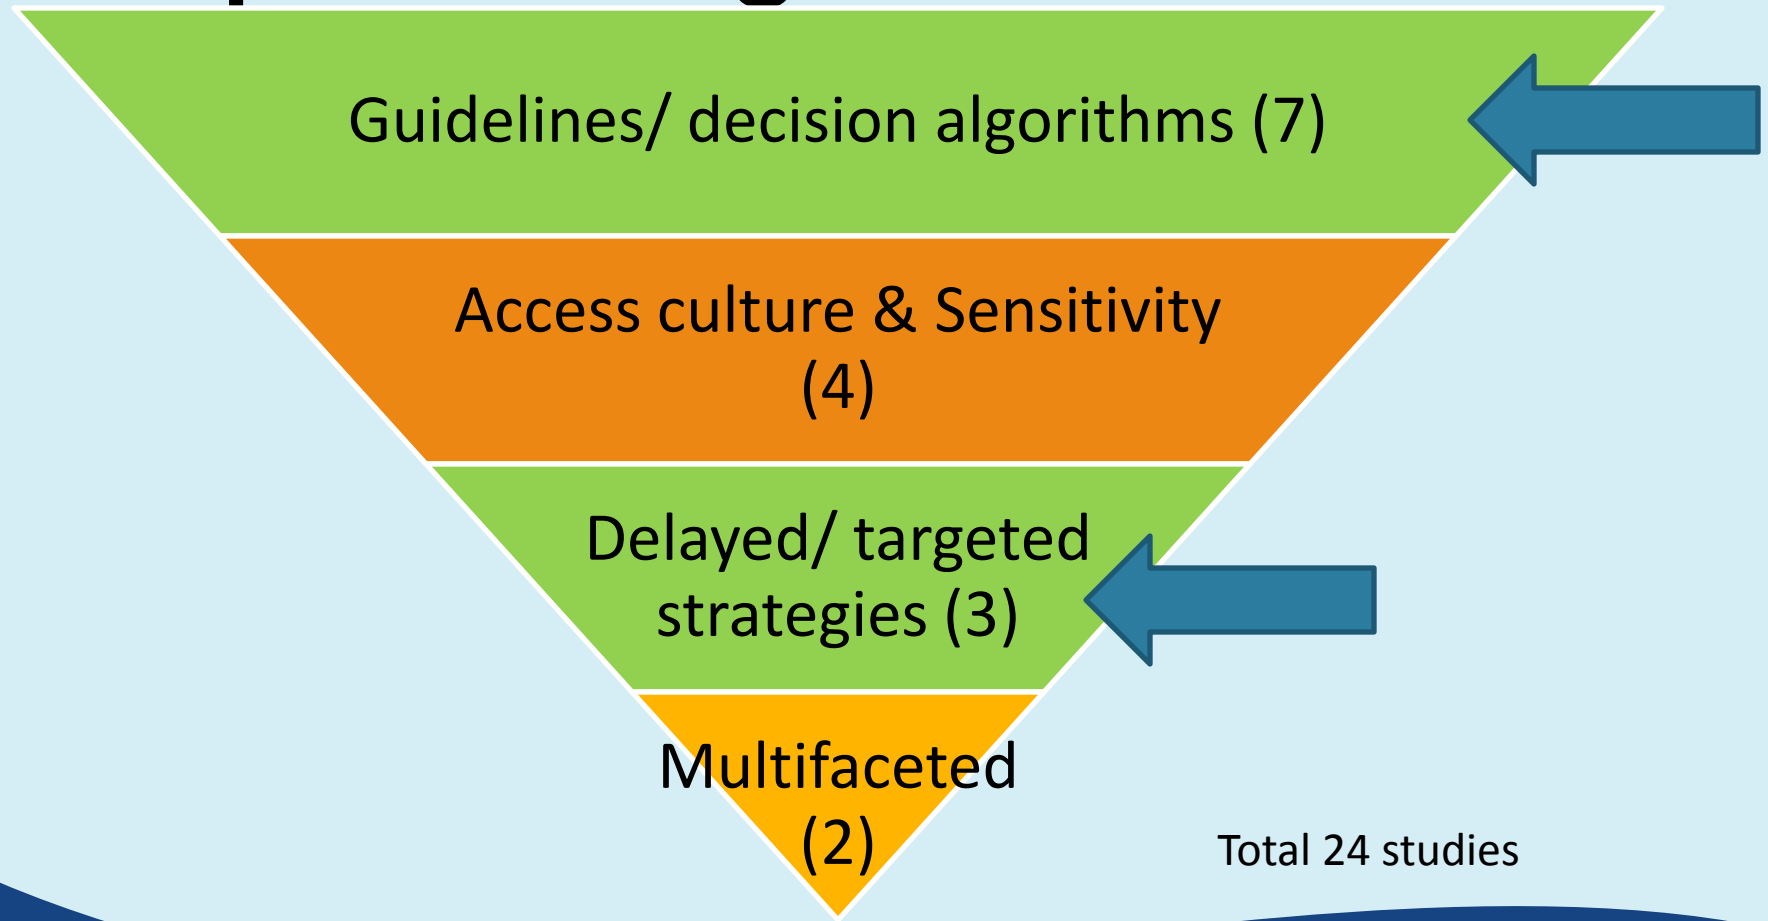 Guidelines/ decision algorithms (7)
Access culture & Sensitivity
(4)
Delayed/ targeted
strategies (3)
Multifaceted
(2)
Total 24 studies